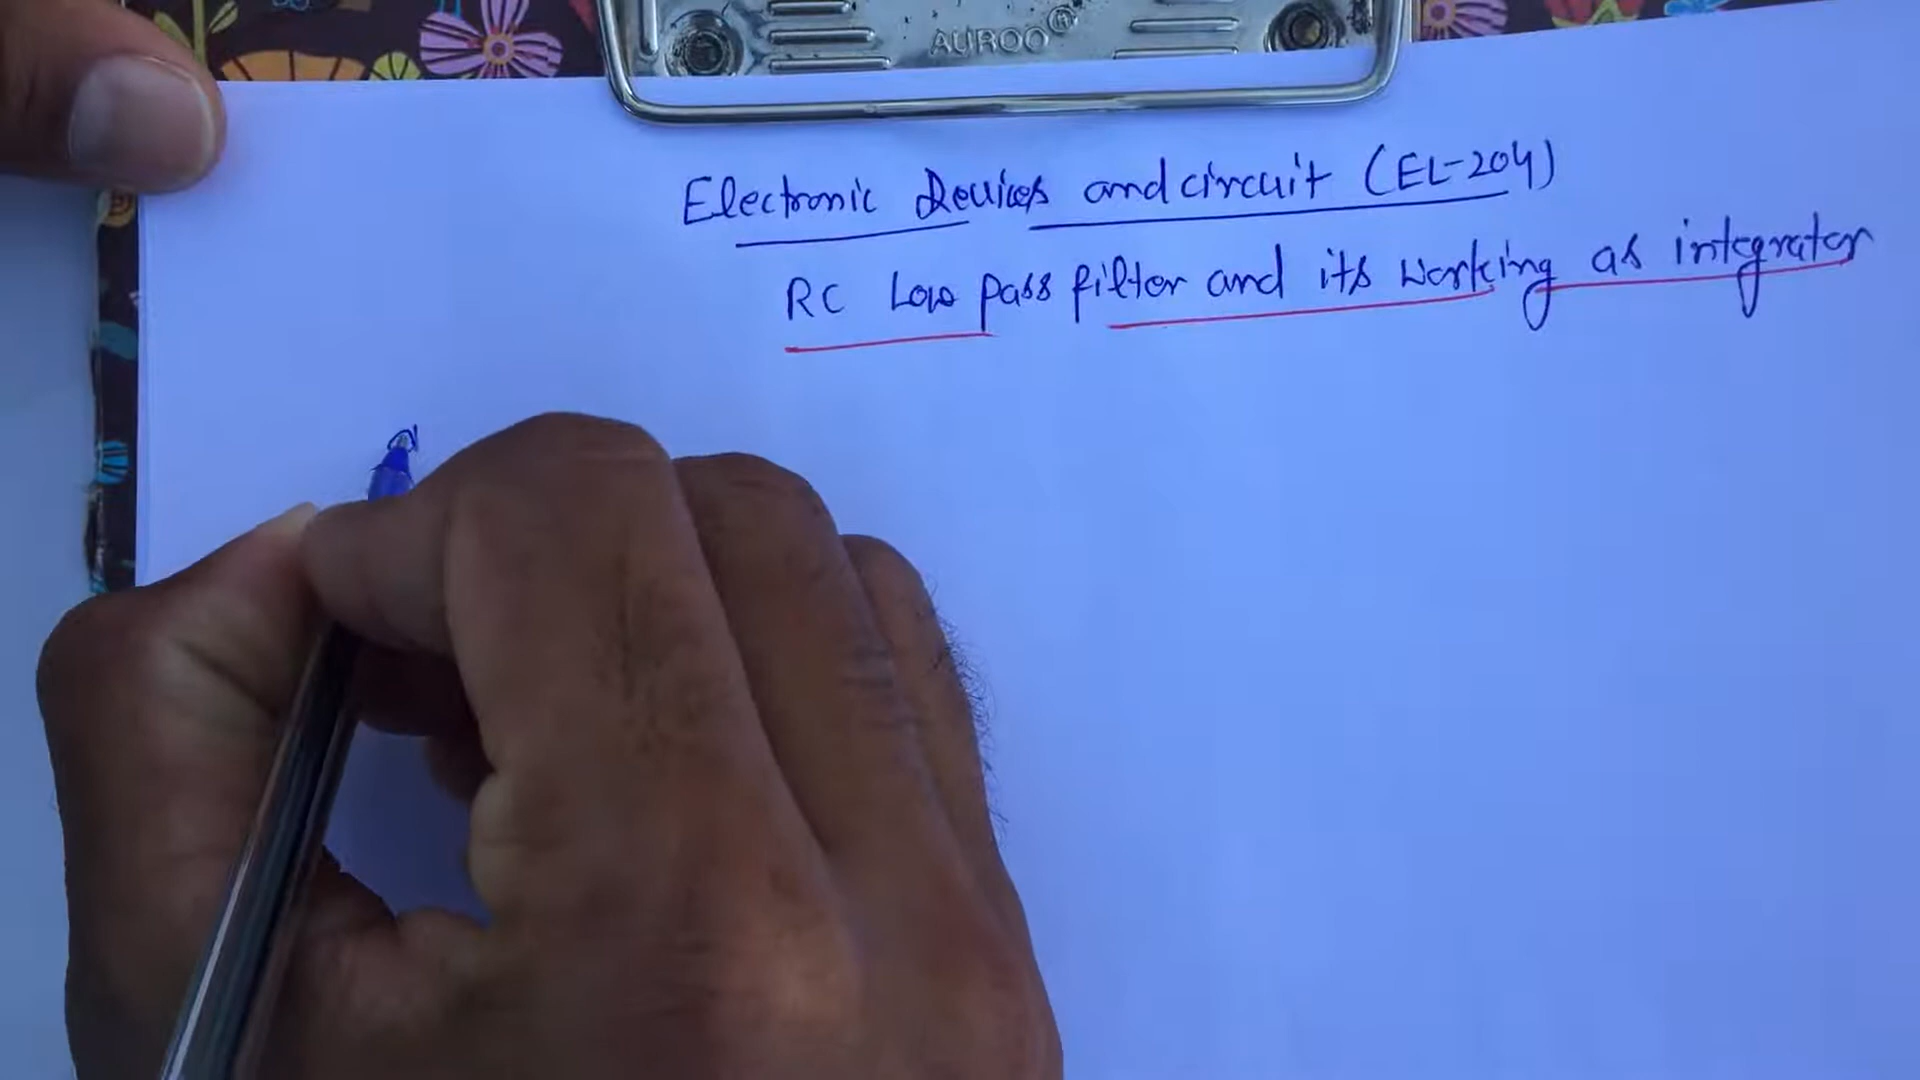 AUROO®
Electronic Devices and circuit (EL-204)
RC Low pass filter and its working as integrator